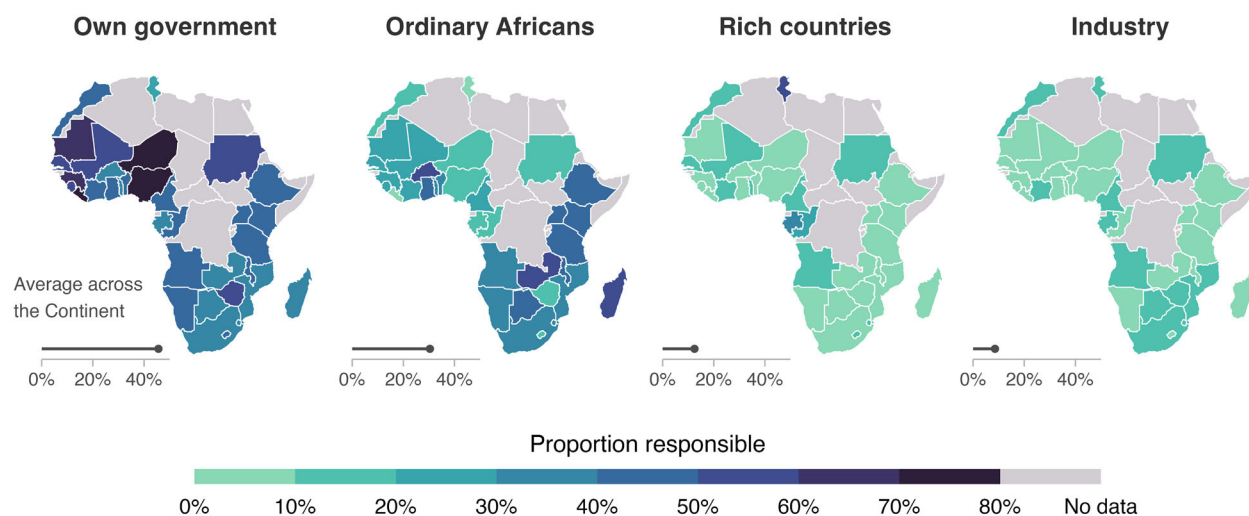 Own government
Ordinary Africans
Rich countries
Industry
Average across
the Continent
0% 20% 40%
0% 20% 40%
0% 20% 40%
0% 20% 40%
Proportion responsible
0% 10% 20% 30% 40% 50% 60% 70% 80% No data